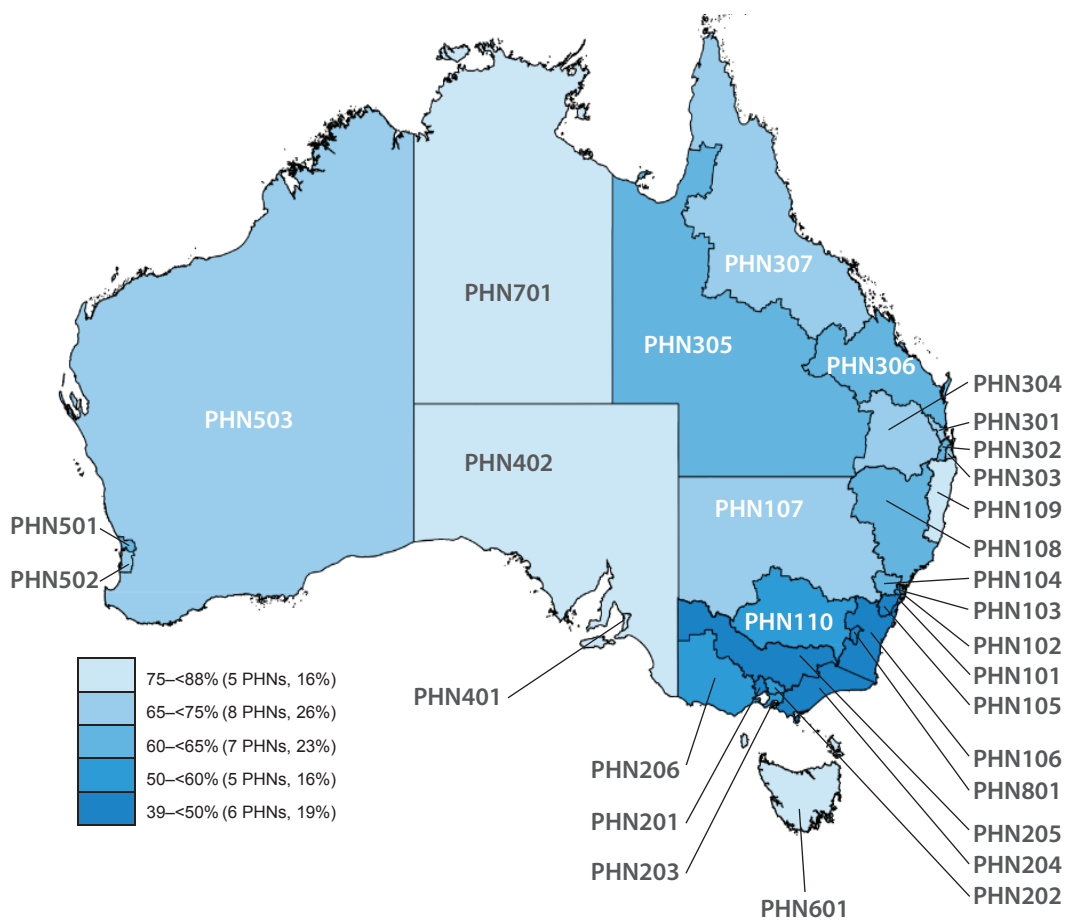 PHN307
PHN701
PHN305
PHN306
PHN304
PHN503
PHN301
PHN302
PHN402
PHN303
PHN107
PHN109
PHN501
PHN108
PHN502
PHN104
PHN103
PHN110
PHN102
PHN101
75–<88% (5 PHNs, 16%)
PHN401
PHN105
65–<75% (8 PHNs, 26%)
60–<65% (7 PHNs, 23%)
PHN106
PHN206
50–<60% (5 PHNs, 16%)
PHN801
39–<50% (6 PHNs, 19%)
PHN201
PHN205
PHN204
PHN203
PHN202
PHN601